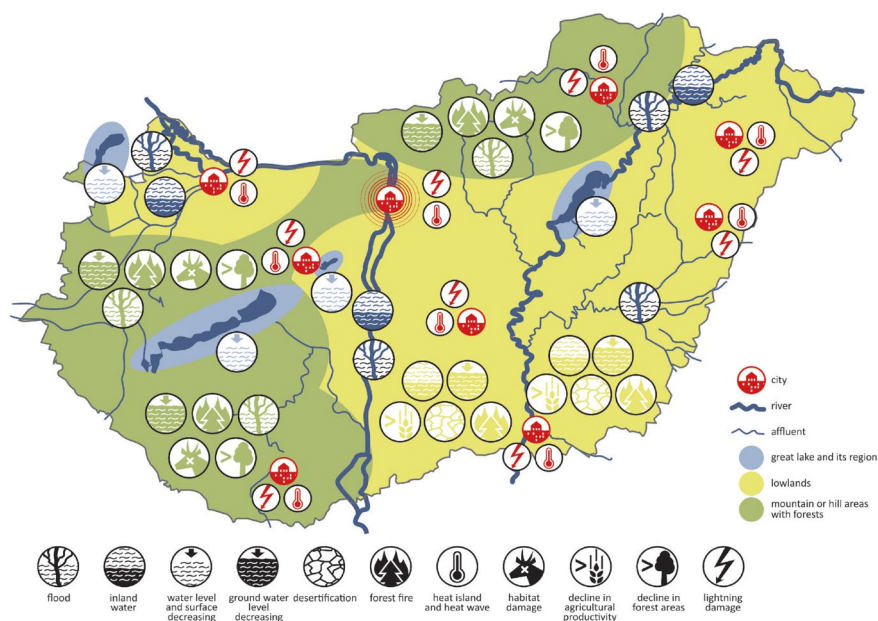 city
river
affluent
great lake and its region
lowlands
mountain or hill areas
with forests
flood
inland
water
water level
and surface
decreasing
ground water
level
decreasing
desertification
forest fire
heat island
and heat wave
habitat
damage
decline in
agricultural
productivity
decline in
forest areas
lightning
damage